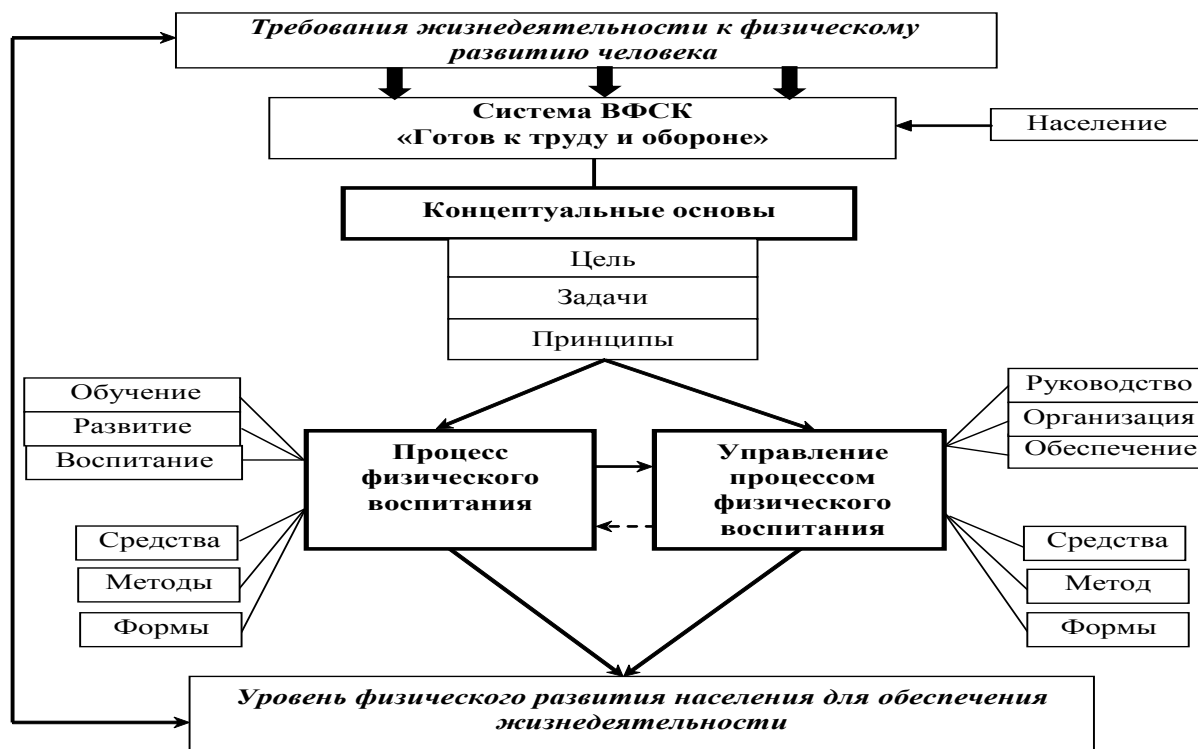 Требования жизнедеятельности к физическому
развитию человека
Система ВФСК
«Готов к труду и обороне»
Население
Концептуальные основы
Цель
Задачи
Принципы
Обучение
Развитие
Воспитание
Руководство
Организация
Обеспечение
Процесс
физического
воспитания
Управление
процессом
физического
воспитания
Средства
Методы
Формы
Средства
Метод
Формы
Уровень физического развития населения для обеспечения
жизнедеятельности